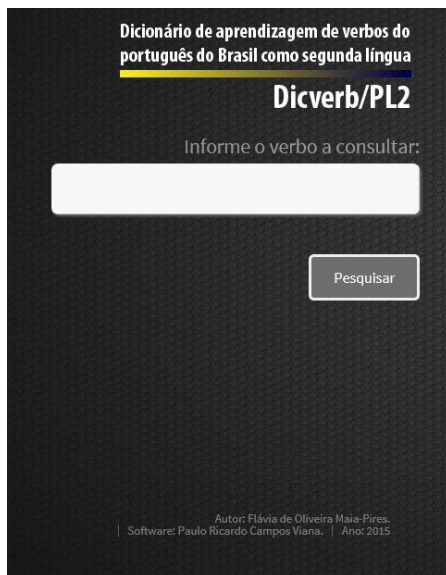 Dicionário de aprendizagem de verbos do
português do Brasil como segunda língua
Dicverb/PL2
Informe o verbo a consultar:
Pesquisar
Autor: Flávia de Oliveira Maia-Pires.
| Software: Paulo Ricardo Campos Viana. | Ano: 2015